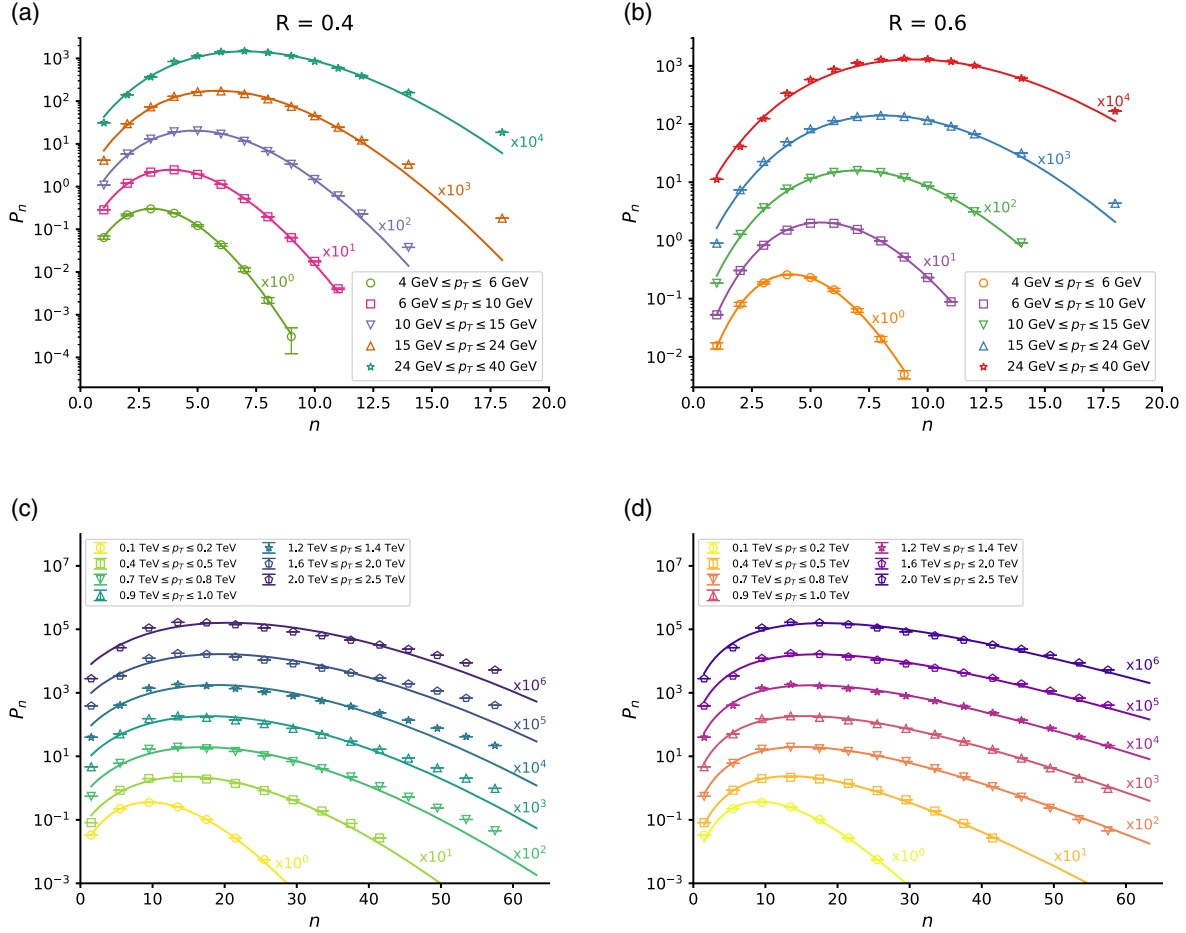 (a)
R = 0.4
10³
10²
10¹
10⁰
10⁻¹
10⁻²
10⁻³
10⁻⁴
Pₙ
x10⁴
x10³
x10²
x10¹
x10⁰
4 GeV ≤ p_T ≤ 6 GeV
6 GeV ≤ p_T ≤ 10 GeV
10 GeV ≤ p_T ≤ 15 GeV
15 GeV ≤ p_T ≤ 24 GeV
24 GeV ≤ p_T ≤ 40 GeV
0.0 2.5 5.0 7.5 10.0 12.5 15.0 17.5 20.0
n
(b)
R = 0.6
10³
10²
10¹
10⁰
10⁻¹
10⁻²
Pₙ
x10⁴
x10³
x10²
x10¹
x10⁰
4 GeV ≤ p_T ≤ 6 GeV
6 GeV ≤ p_T ≤ 10 GeV
10 GeV ≤ p_T ≤ 15 GeV
15 GeV ≤ p_T ≤ 24 GeV
24 GeV ≤ p_T ≤ 40 GeV
0.0 2.5 5.0 7.5 10.0 12.5 15.0 17.5 20.0
n
(c)
0.1 TeV ≤ p_T ≤ 0.2 TeV
0.4 TeV ≤ p_T ≤ 0.5 TeV
0.7 TeV ≤ p_T ≤ 0.8 TeV
0.9 TeV ≤ p_T ≤ 1.0 TeV
1.2 TeV ≤ p_T ≤ 1.4 TeV
1.6 TeV ≤ p_T ≤ 2.0 TeV
2.0 TeV ≤ p_T ≤ 2.5 TeV
10⁷
10⁵
10³
10¹
10⁻¹
10⁻³
Pₙ
x10⁶
x10⁵
x10⁴
x10³
x10²
x10¹
x10⁰
0 10 20 30 40 50 60
n
(d)
0.1 TeV ≤ p_T ≤ 0.2 TeV
0.4 TeV ≤ p_T ≤ 0.5 TeV
0.7 TeV ≤ p_T ≤ 0.8 TeV
0.9 TeV ≤ p_T ≤ 1.0 TeV
1.2 TeV ≤ p_T ≤ 1.4 TeV
1.6 TeV ≤ p_T ≤ 2.0 TeV
2.0 TeV ≤ p_T ≤ 2.5 TeV
10⁷
10⁵
10³
10¹
10⁻¹
10⁻³
Pₙ
x10⁶
x10⁵
x10⁴
x10³
x10²
x10¹
x10⁰
0 10 20 30 40 50 60
n